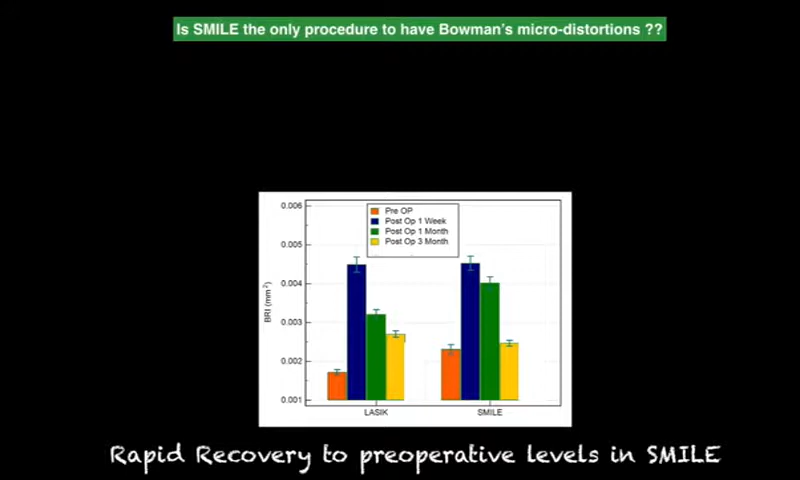 Is SMILE the only procedure to have Bowman's micro-distortions ??
0.006
0.005
0.004
0.003
0.002
0.001
BRI (mm²)
Pre OP
Post Op 1 Week
Post Op 1 Month
Post Op 3 Month
LASIK
SMILE
Rapid Recovery to preoperative levels in SMILE